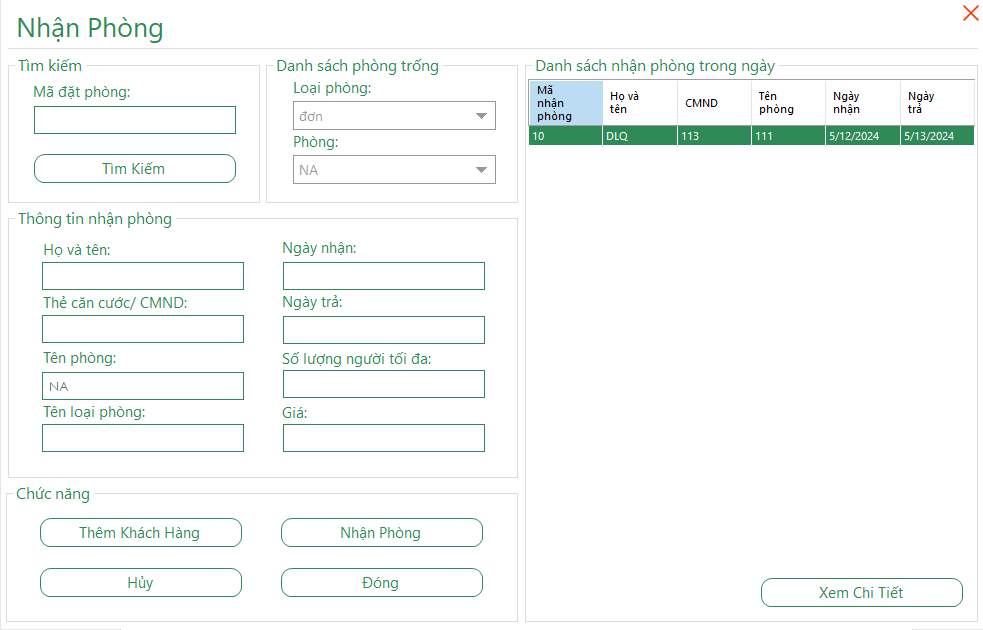 Nhận Phòng
Tìm kiếm
Mã đặt phòng:
Tìm Kiếm
Danh sách phòng trống
Loại phòng:
đơn
Phòng:
NA
Thông tin nhận phòng
Họ và tên:
Thẻ căn cước/ CMND:
Tên phòng:
NA
Tên loại phòng:
Ngày nhận:
Ngày trả:
Số lượng người tối đa:
Giá:
Chức năng
Thêm Khách Hàng
Nhận Phòng
Hủy
Đóng
Danh sách nhận phòng trong ngày
Mã
nhận
phòng
Họ và
tên
CMND
Tên
phòng
Ngày
nhận
Ngày
trả
10 DLQ 113 111 5/12/2024 5/13/2024
Xem Chi Tiết